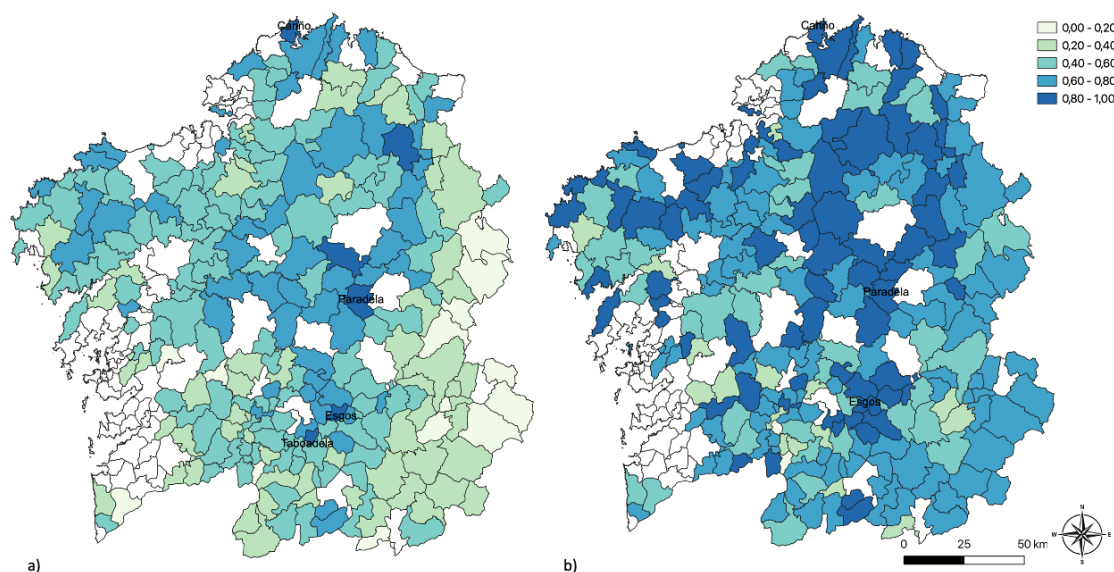 Cariño
Cariño
0,00 - 0,20
0,20 - 0,40
0,40 - 0,60
0,60 - 0,80
0,80 - 1,00
Paradela
Paradela
Esgos
Esgos
Taboadela
N
W E
S
0 25 50 km
a)
b)